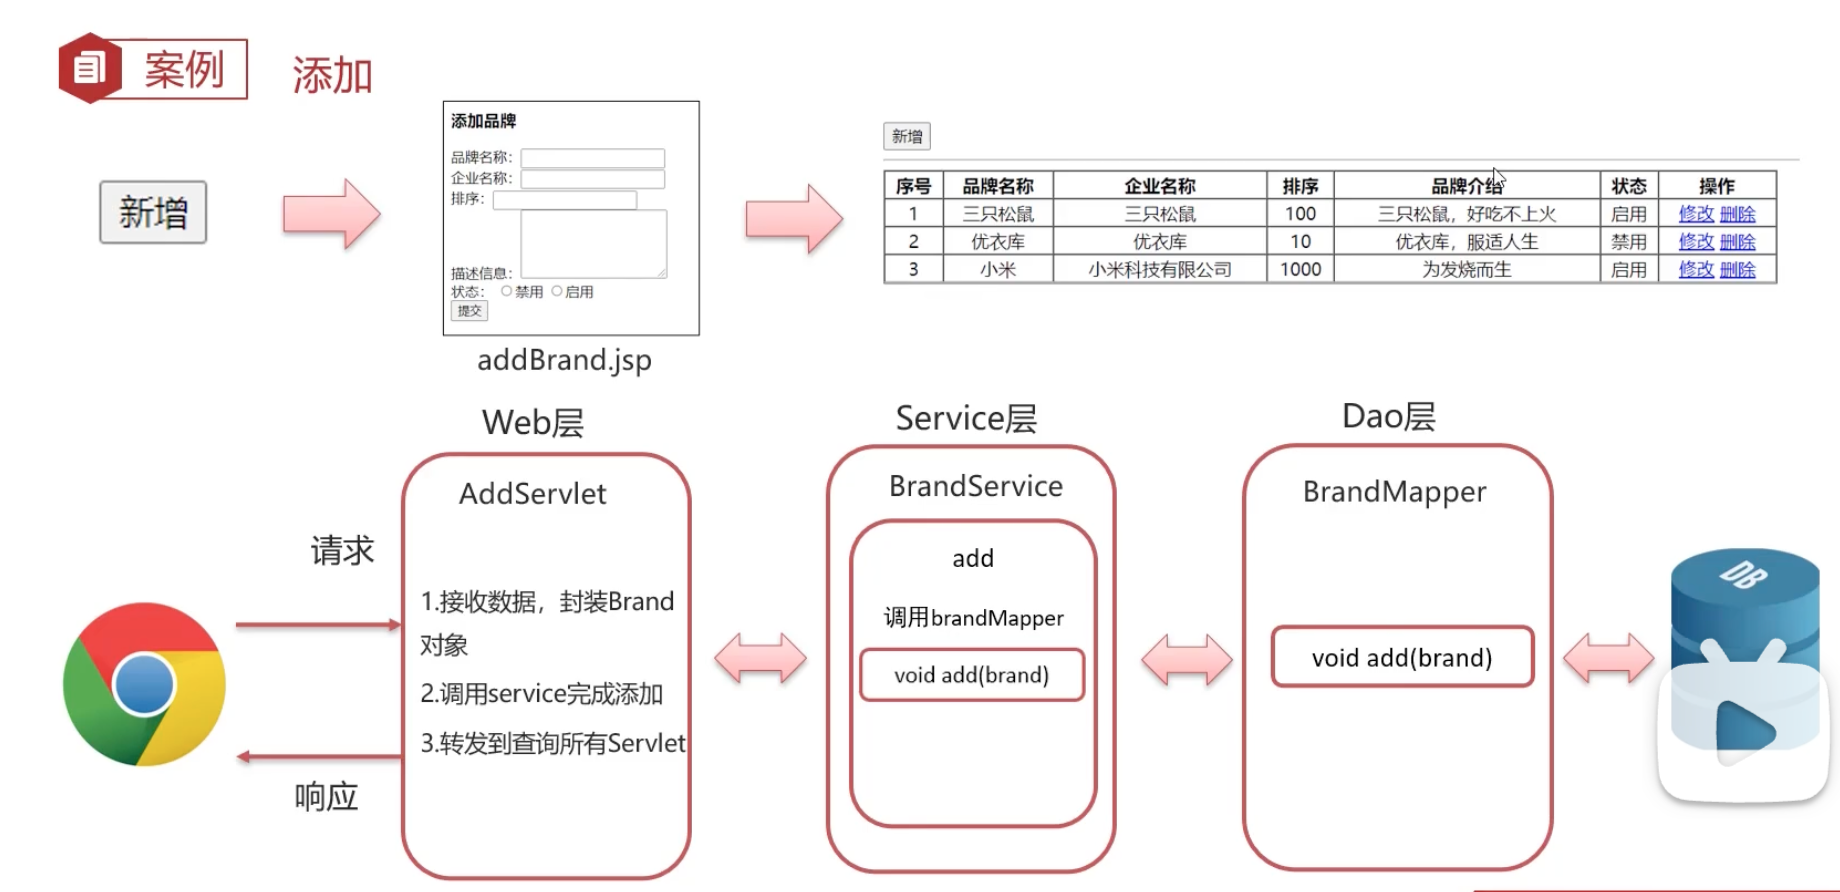 案例
添加
新增
添加品牌
品牌名称：
企业名称：
排序：
描述信息：
状态： 禁用 启用
提交
addBrand.jsp
新增
序号 品牌名称 企业名称 排序 品牌介绍 状态 操作
1 三只松鼠 三只松鼠 100 三只松鼠，好吃不上火 启用 修改 删除
2 优衣库 优衣库 10 优衣库，服适人生 禁用 修改 删除
3 小米 小米科技有限公司 1000 为发烧而生 启用 修改 删除
请求
响应
Web层
AddServlet
1.接收数据，封装Brand
对象
2.调用service完成添加
3.转发到查询所有Servlet
Service层
BrandService
add
调用brandMapper
void add(brand)
Dao层
BrandMapper
void add(brand)
DB